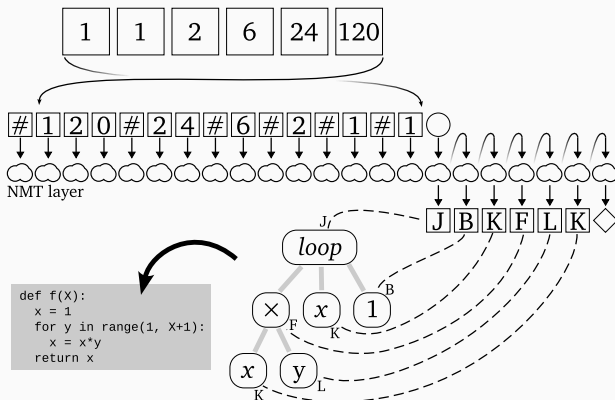 1 1 2 6 24 120
# 1 2 0 # 2 4 # 6 # 2 # 1 # 1
NMT layer
J B K F L K
J
loop
B
× x 1
F K
x y
K L
def f(X):
  x = 1
  for y in range(1, X+1):
    x = x*y
  return x